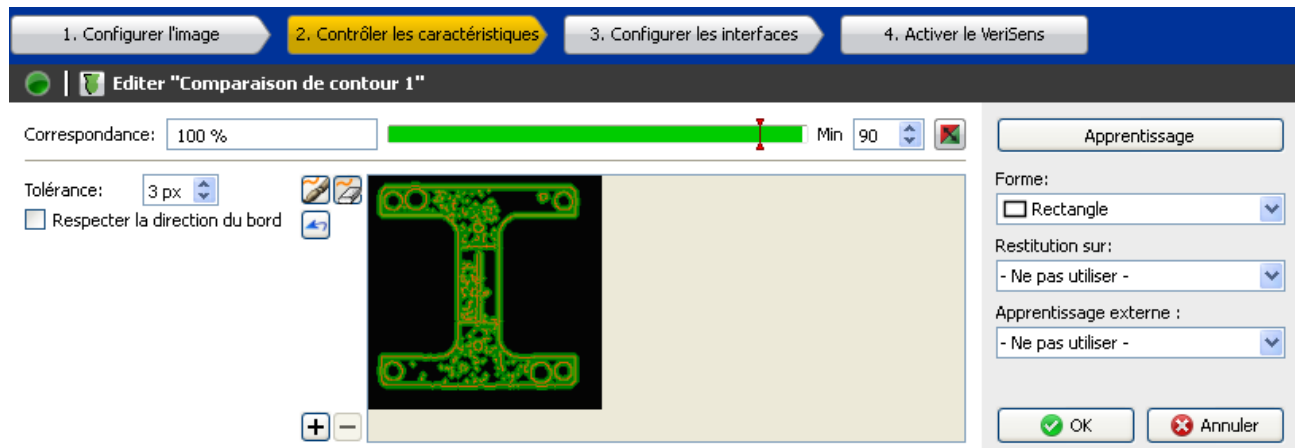 1. Configurer l'image
2. Contrôler les caractéristiques
3. Configurer les interfaces
4. Activer le VeriSens
Editer "Comparaison de contour 1"
Correspondance: 100 % Min 90
Apprentissage
Tolérance: 3 px
Respecter la direction du bord
Forme:
Rectangle
Restitution sur:
- Ne pas utiliser -
Apprentissage externe :
- Ne pas utiliser -
OK
Annuler